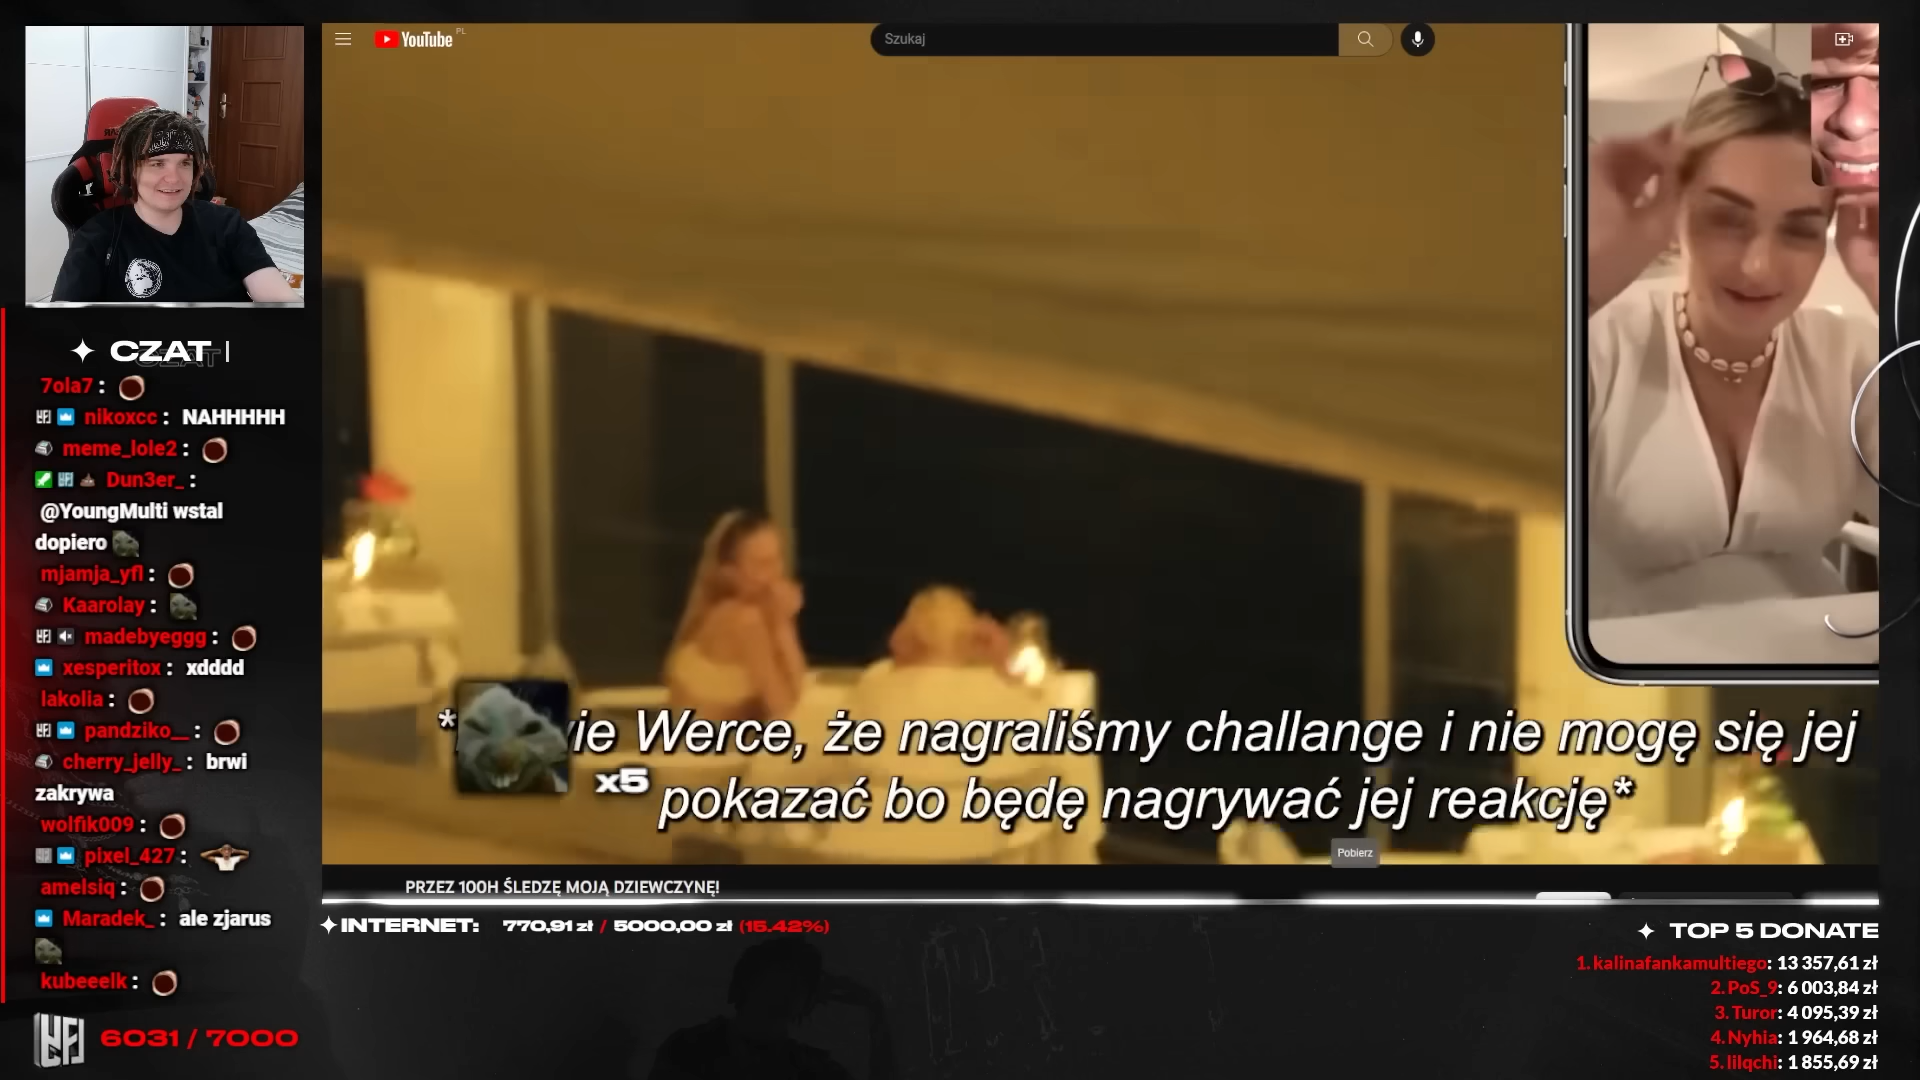 YouTube PL
Szukaj
CZAT
7ola7 :
nikoxcc : NAHHHHH
meme_lole2 :
Dun3er_ :
@YoungMulti wstal
dopiero
mjamja_yfl :
Kaarolay :
madebyeggg :
xesperitox : xdddd
lakolia :
pandziko__ :
cherry_jelly_ : brwi
zakrywa
wolfik009 :
pixel_427 :
amelsiq :
Maradek_ : ale zjarus
kubeeelk :
6031 / 7000
* vie Werce, że nagraliśmy challange i nie mogę się jej
x5
pokazać bo będę nagrywać jej reakcję*
Pobierz
PRZEZ 100H ŚLEDZĘ MOJĄ DZIEWCZYNĘ!
INTERNET: 770,91 zł / 5000,00 zł (15.42%)
TOP 5 DONATE
1. kalinafankamultiego: 13 357,61 zł
2. PoS_9: 6 003,84 zł
3. Turor: 4 095,39 zł
4. Nyhia: 1 964,68 zł
5. lilqchi: 1 855,69 zł